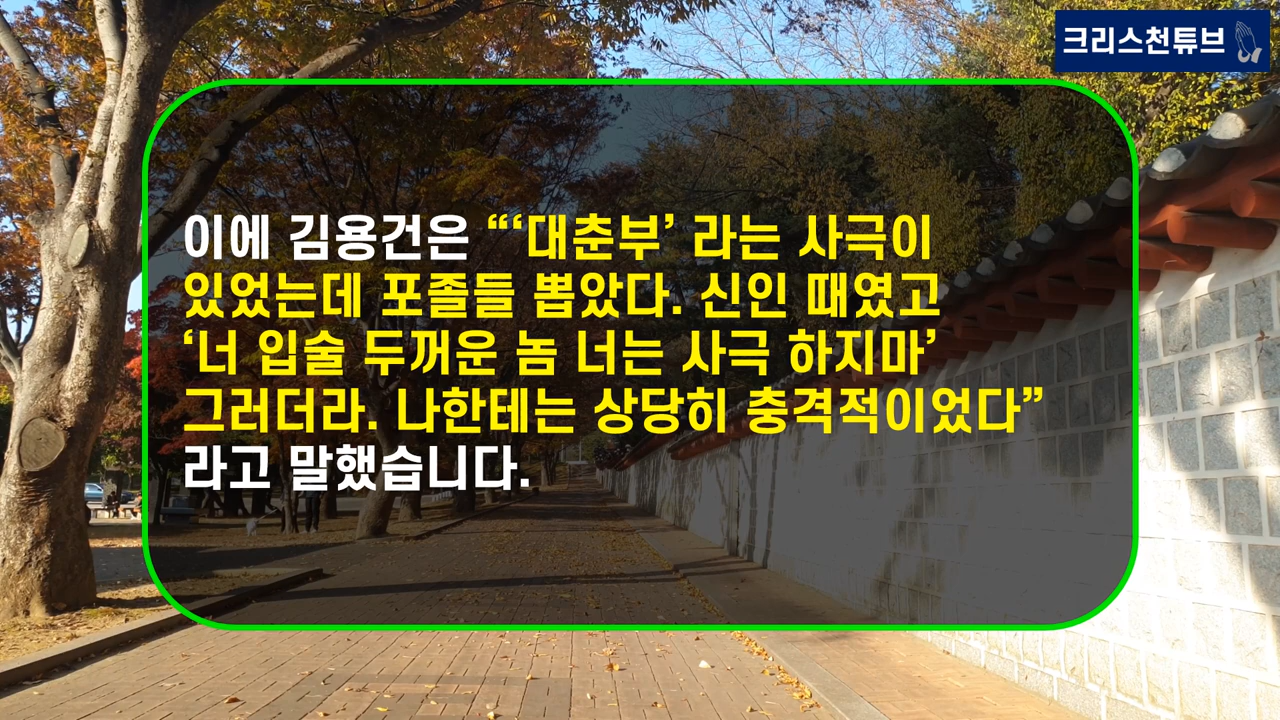 크리스천튜브
이에 김용건은 “‘대춘부’ 라는 사극이
있었는데 포졸들 뽑았다. 신인 때였고
‘너 입술 두꺼운 놈 너는 사극 하지마’
그러더라. 나한테는 상당히 충격적이었다”
라고 말했습니다.